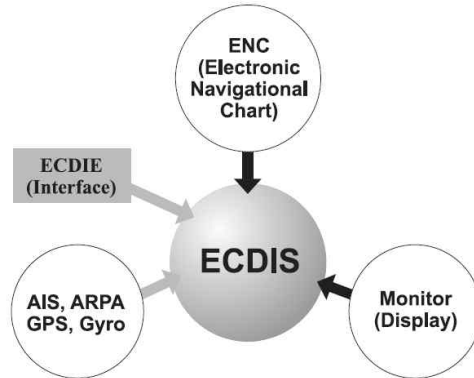 ENC
(Electronic
Navigational
Chart)
ECDIE
(Interface)
ECDIS
AIS, ARPA
GPS, Gyro
Monitor
(Display)